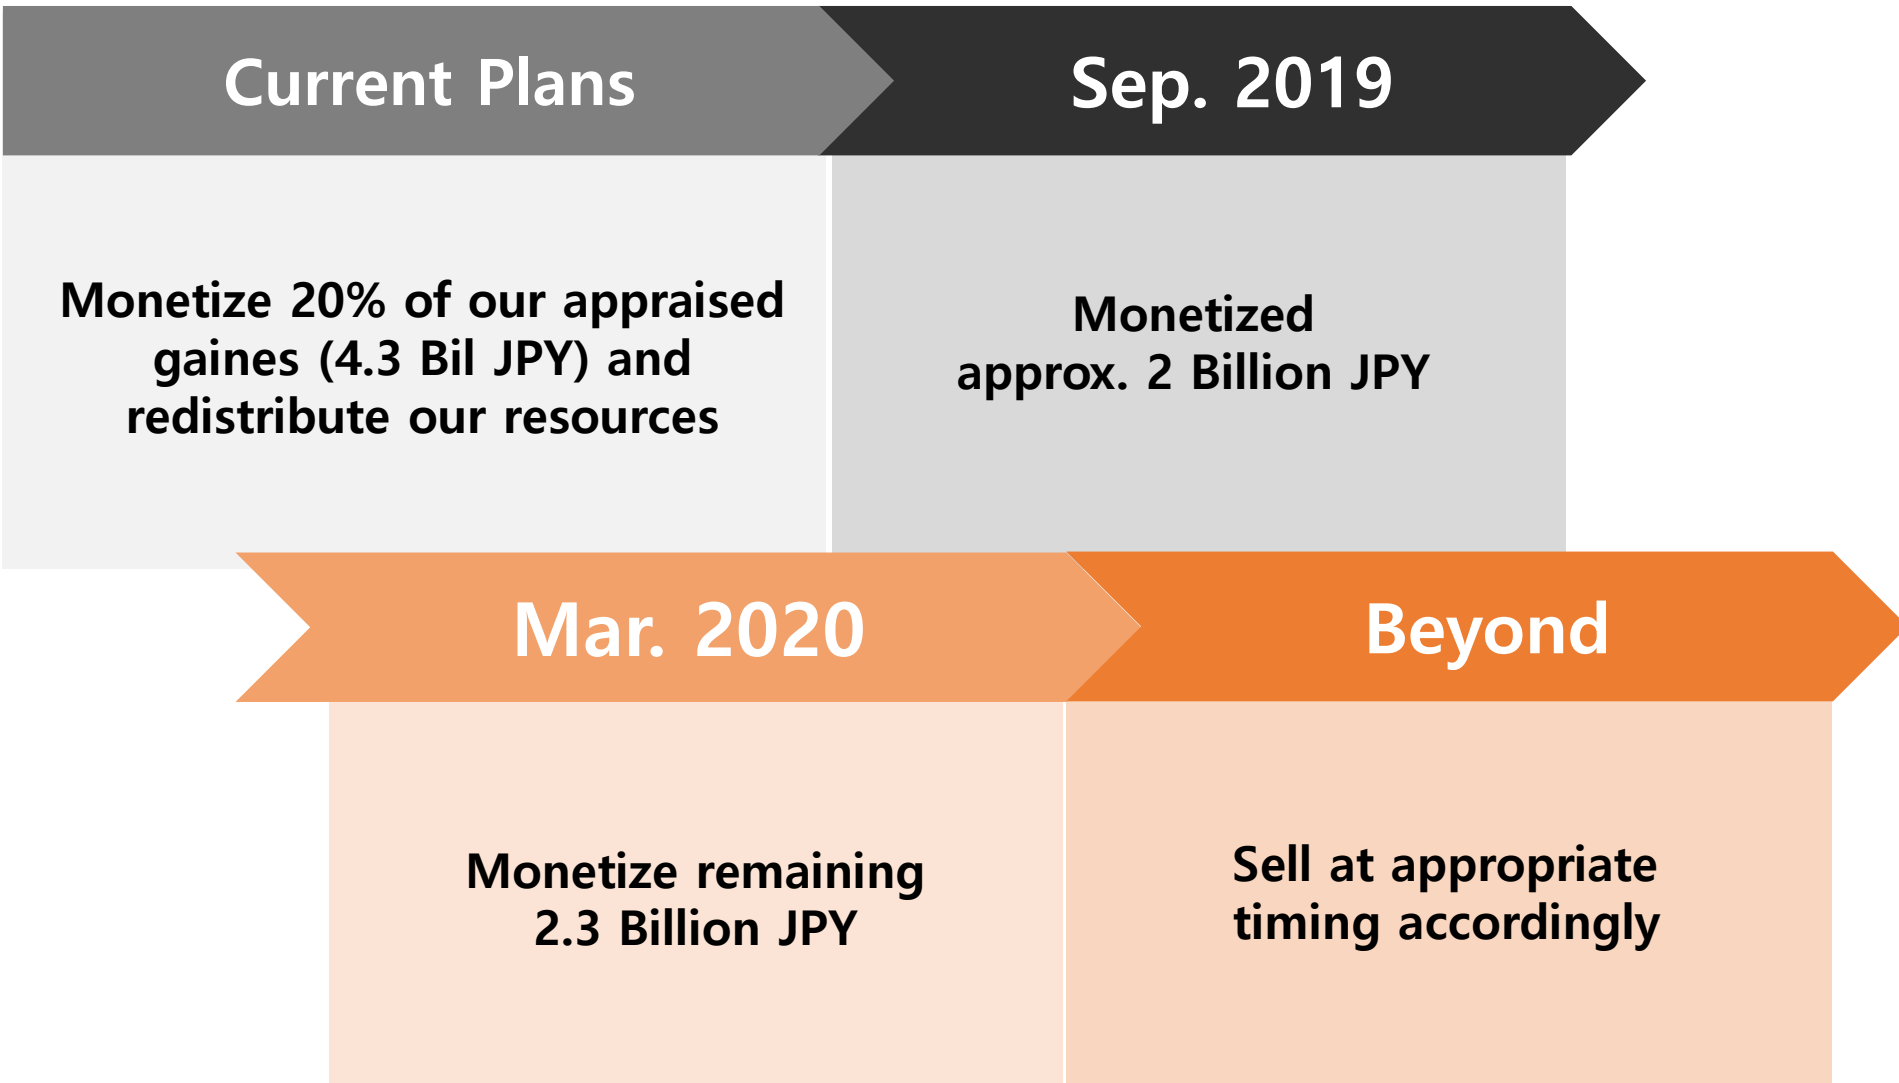 Current Plans
Sep. 2019
Monetize 20% of our appraised
gaines (4.3 Bil JPY) and
redistribute our resources
Monetized
approx. 2 Billion JPY
Mar. 2020
Beyond
Monetize remaining
2.3 Billion JPY
Sell at appropriate
timing accordingly